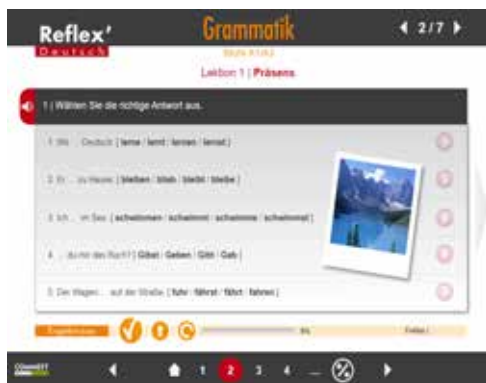 Reflex'
Deutsch
Grammatik
2/7
Lektion 1 | Präsens
1 | Wählen Sie die richtige Antwort aus.
1. Deutsch. [ lerne / lernt / lernen / lernst ]
2. Er ... zu Hause. [ bleiben / blieb / bleibt / bleibe ]
3. Ich ... im See. [ schwimmen / schwimmt / schwimme / schwimmst ]
4. ... du mir das Buch? [ Gibst / Geben / Gibt / Gab ]
5. Der Wagen ... auf der Straße. [ fuhr / fährst / fährt / fahren ]
Ergebnisse
1 2 3 4 ...